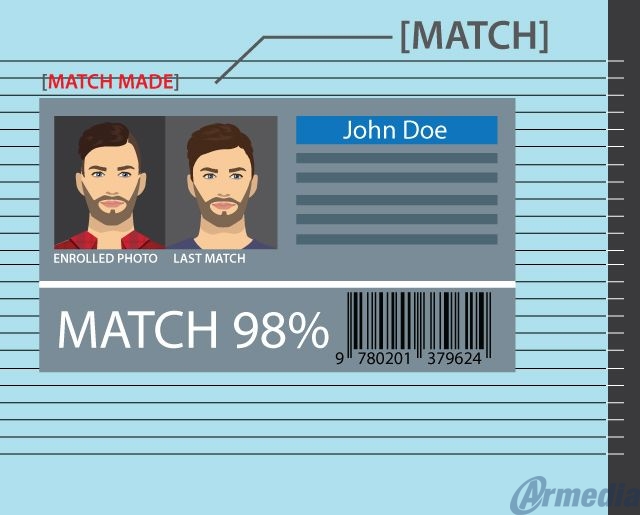 [MATCH]
[MATCH MADE]
John Doe
ENROLLED PHOTO LAST MATCH
MATCH 98%
9 780201 379624
Armedia